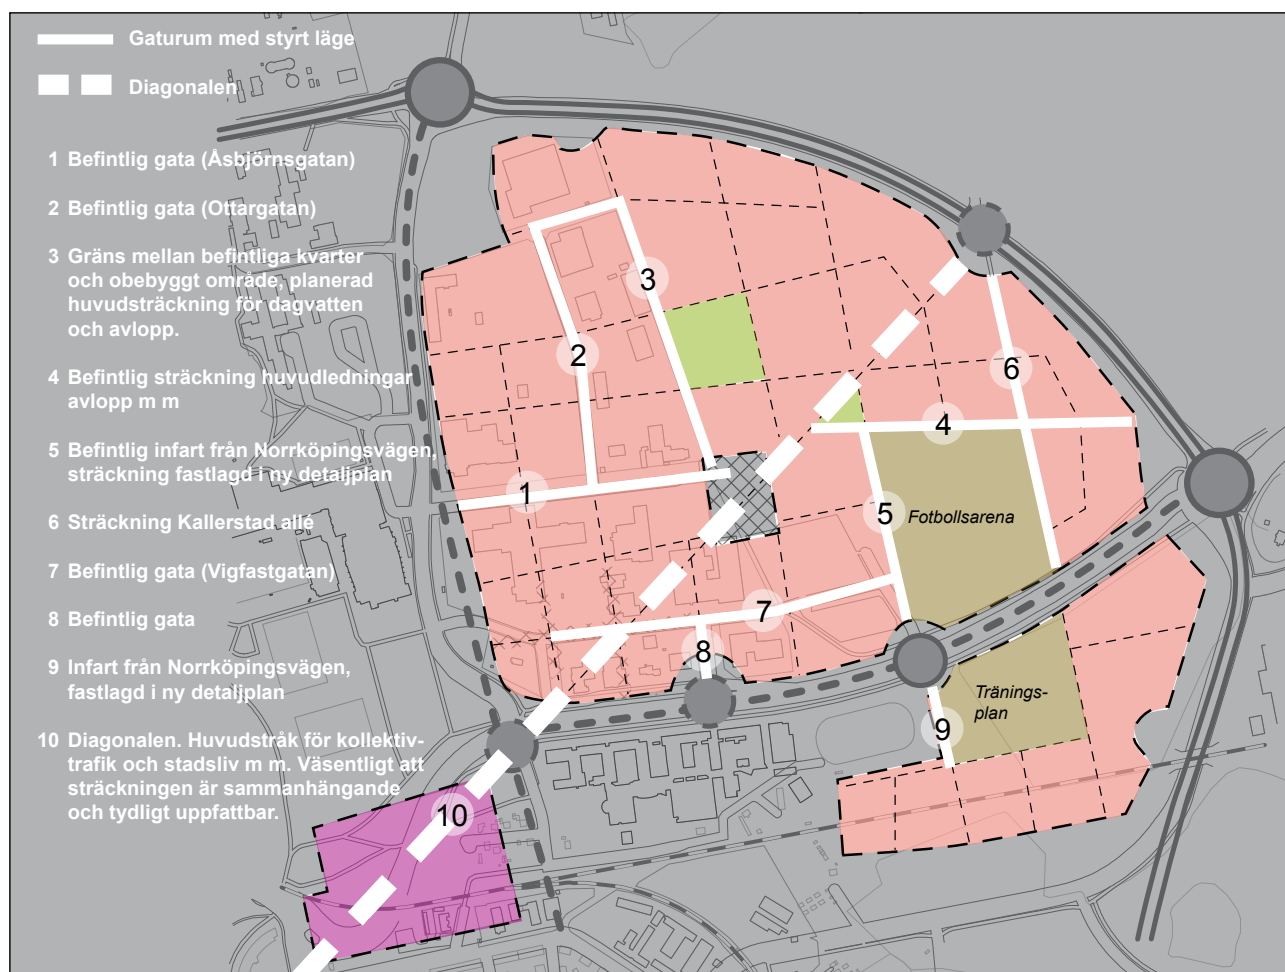 Gaturum med styrt läge
Diagonalen
1 Befintlig gata (Åsbjörnsgatan)
2 Befintlig gata (Ottargatan)
3 Gräns mellan befintliga kvarter
och obebyggt område, planerad
huvudsträckning för dagvatten
och avlopp.
4 Befintlig sträckning huvudledningar
avlopp m m
5 Befintlig infart från Norrköpingsvägen,
sträckning fastlagd i ny detaljplan
6 Sträckning Kallerstad allé
7 Befintlig gata (Vigfastgatan)
8 Befintlig gata
9 Infart från Norrköpingsvägen,
fastlagd i ny detaljplan
10 Diagonalen. Huvudstråk för kollektiv-
trafik och stadsliv m m. Väsentligt att
sträckningen är sammanhängande
och tydligt uppfattbar.
3
2
6
4
1
5
Fotbollsarena
7
8
Tränings-
plan
9
10